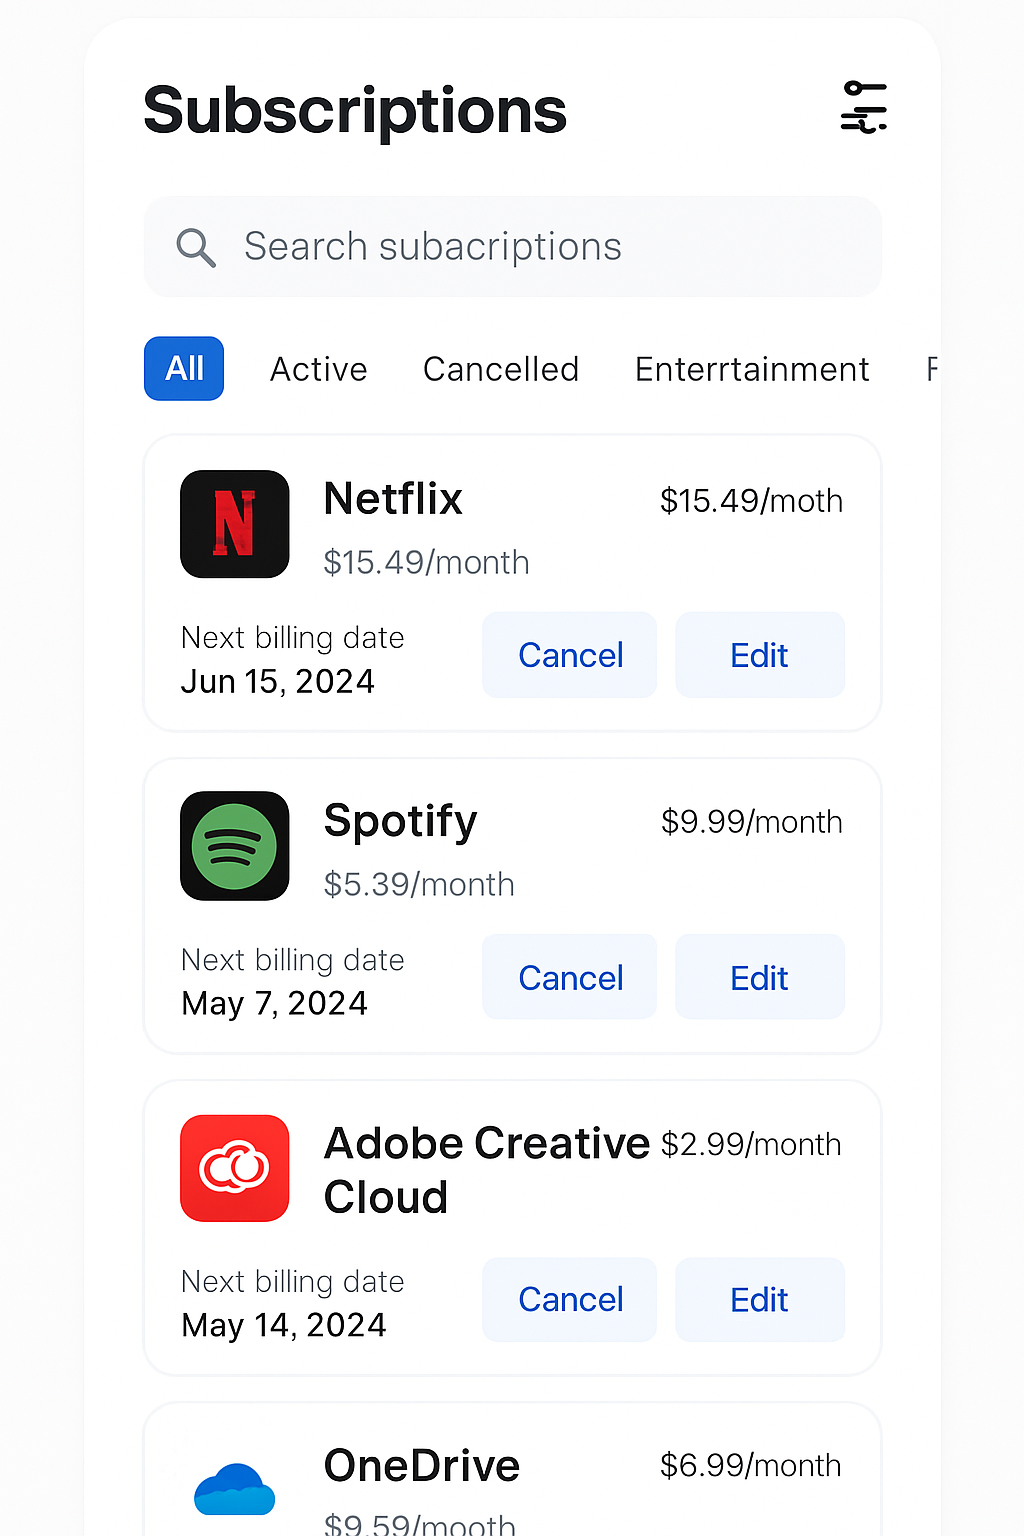 Subscriptions
Search subacriptions
All Active Cancelled Enterrtainment F
N
Netflix $15.49/moth
$15.49/month
Next billing date
Cancel Edit
Jun 15, 2024
Spotify $9.99/month
$5.39/month
Next billing date
Cancel Edit
May 7, 2024
Adobe Creative $2.99/month
Cloud
Next billing date
Cancel Edit
May 14, 2024
OneDrive $6.99/month
$9.59/mooth